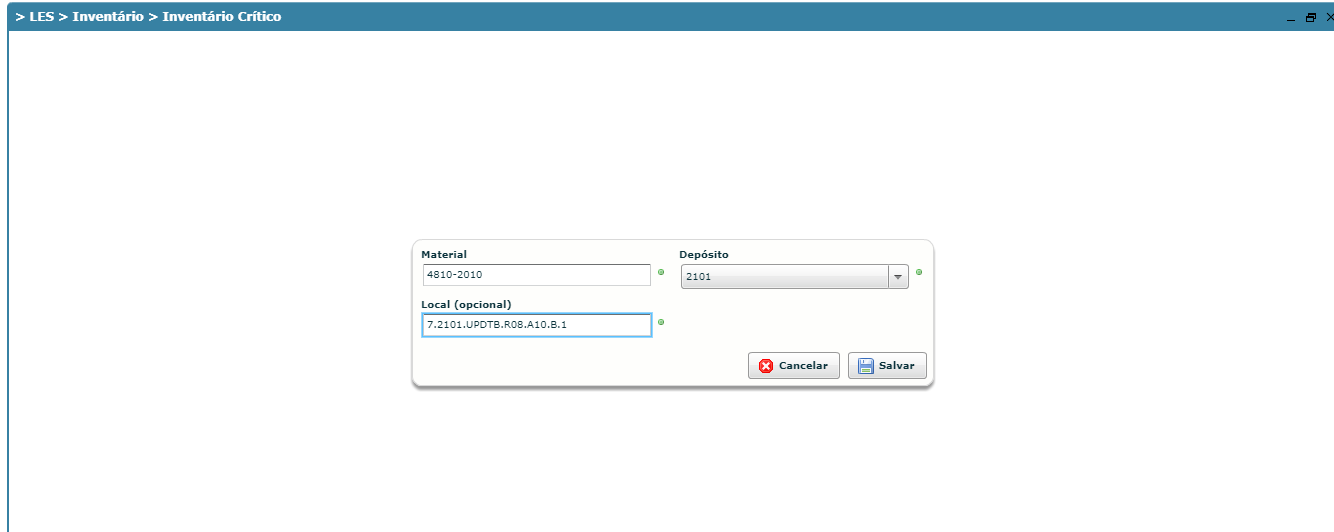 > LES > Inventário > Inventário Crítico
Material
Depósito
4810-2010
2101
Local (opcional)
7.2101.UPDTB.R08.A10.B.1
Cancelar
Salvar